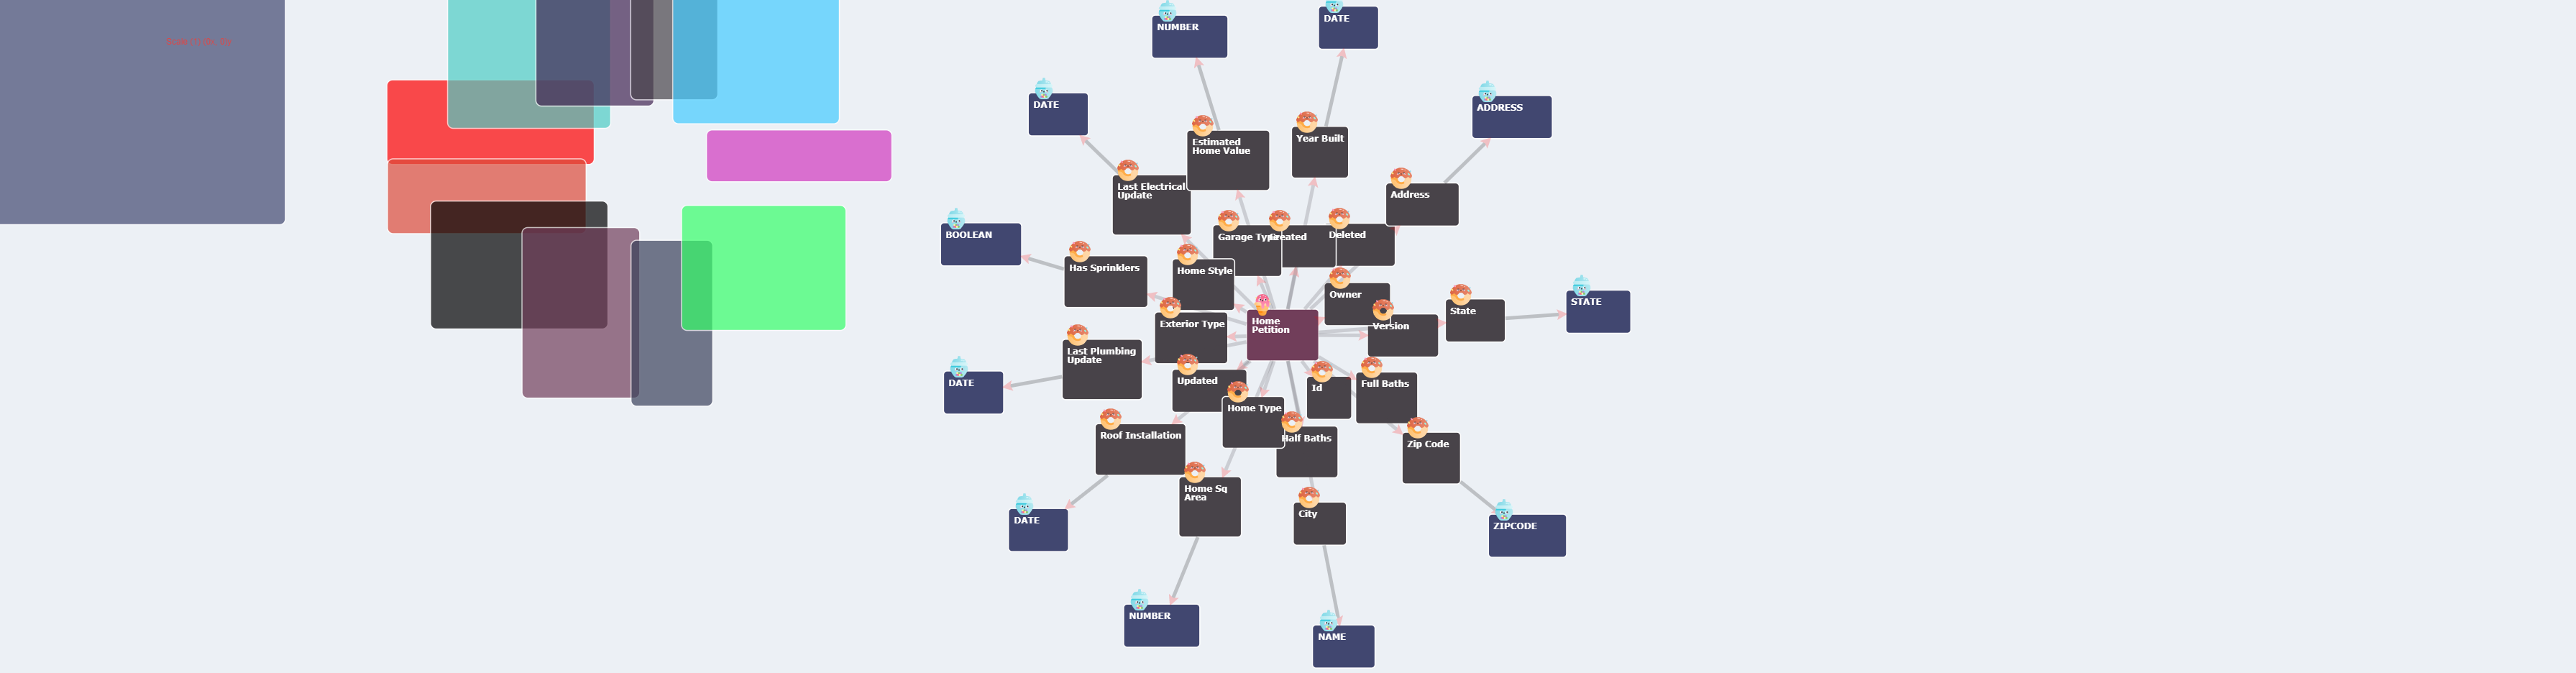 NUMBER
DATE
DATE
ADDRESS
Estimated
Home Value
Year Built
Last Electrical
Update
Address
BOOLEAN
Garage Type
Created
Deleted
Has Sprinklers
Home Style
Owner
STATE
State
Home
Petition
Exterior Type
Version
Last Plumbing
Update
DATE
Updated
Id
Full Baths
Home Type
Roof Installation
Half Baths
Zip Code
Home Sq
Area
City
DATE
ZIPCODE
NUMBER
NAME